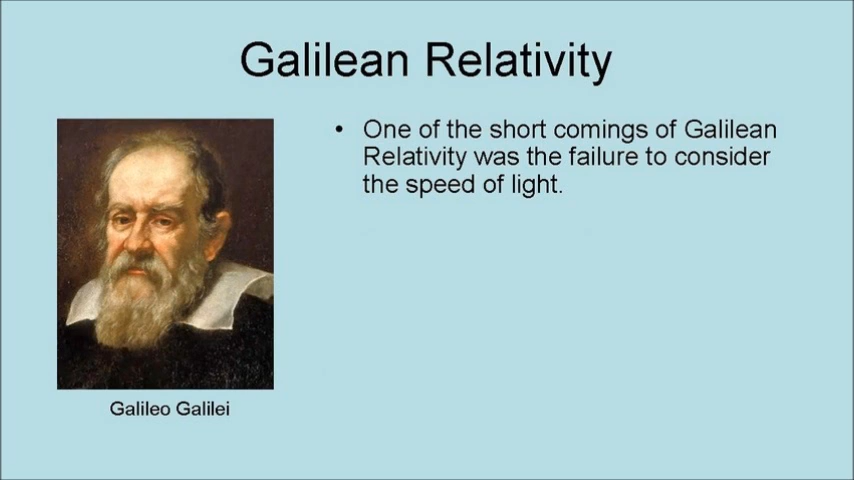 Galilean Relativity
• One of the short comings of Galilean
Relativity was the failure to consider
the speed of light.
Galileo Galilei